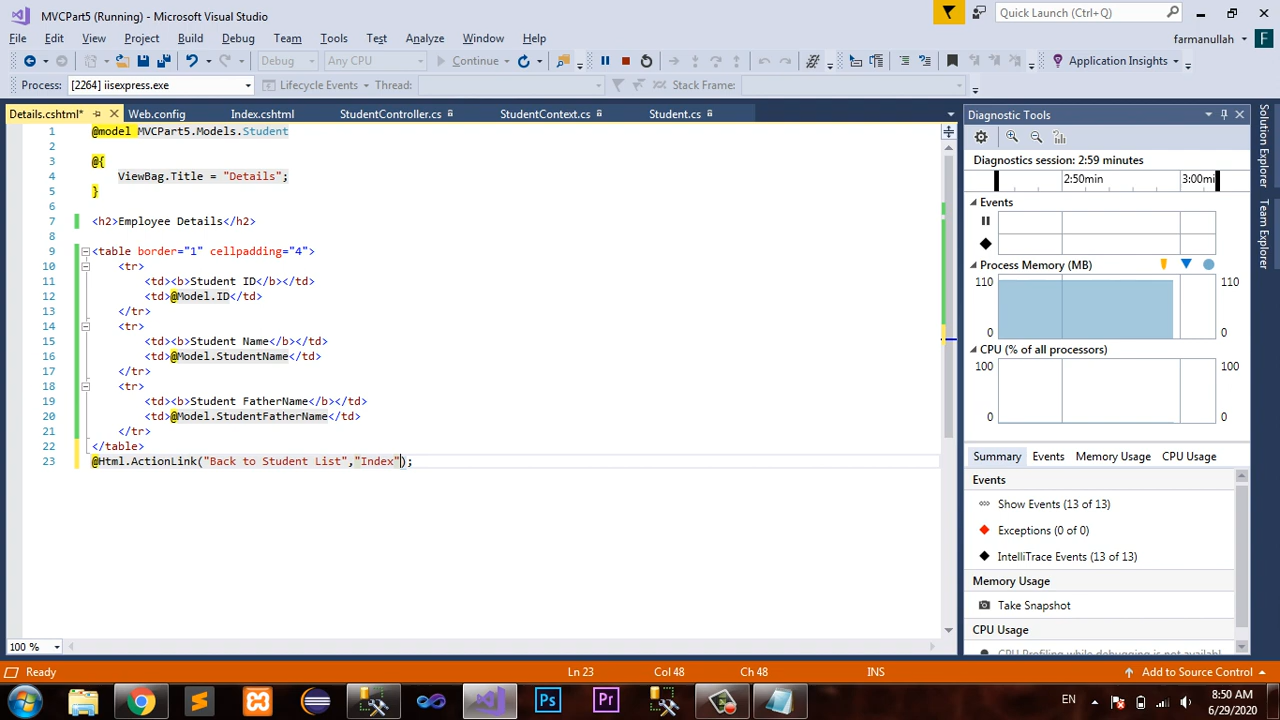 MVCPart5 (Running) - Microsoft Visual Studio
Quick Launch (Ctrl+Q)
File Edit View Project Build Debug Team Tools Test Analyze Window Help
farmanullah F
Debug Any CPU Continue Application Insights
Process: [2264] iisexpress.exe Lifecycle Events Thread: Stack Frame:
Details.cshtml* Web.config Index.cshtml StudentController.cs StudentContext.cs Student.cs
Diagnostic Tools
Solution Explorer
Team Explorer
1 @model MVCPart5.Models.Student
2
3 @{
4 ViewBag.Title = "Details";
5 }
6
7 <h2>Employee Details</h2>
8
9 <table border="1" cellpadding="4">
10 <tr>
11 <td><b>Student ID</b></td>
12 <td>@Model.ID</td>
13 </tr>
14 <tr>
15 <td><b>Student Name</b></td>
16 <td>@Model.StudentName</td>
17 </tr>
18 <tr>
19 <td><b>Student FatherName</b></td>
20 <td>@Model.StudentFatherName</td>
21 </tr>
22 </table>
23 @Html.ActionLink("Back to Student List","Index");
Diagnostics session: 2:59 minutes
2:50min 3:00mi
Events
Process Memory (MB)
110 110
0 0
CPU (% of all processors)
100 100
0 0
Summary Events Memory Usage CPU Usage
Events
Show Events (13 of 13)
Exceptions (0 of 0)
IntelliTrace Events (13 of 13)
Memory Usage
Take Snapshot
CPU Usage
CPU Profiling while debugging is not availabl
100 %
Ready Ln 23 Col 48 Ch 48 INS Add to Source Control
Ps Pr EN 8:50 AM
6/29/2020